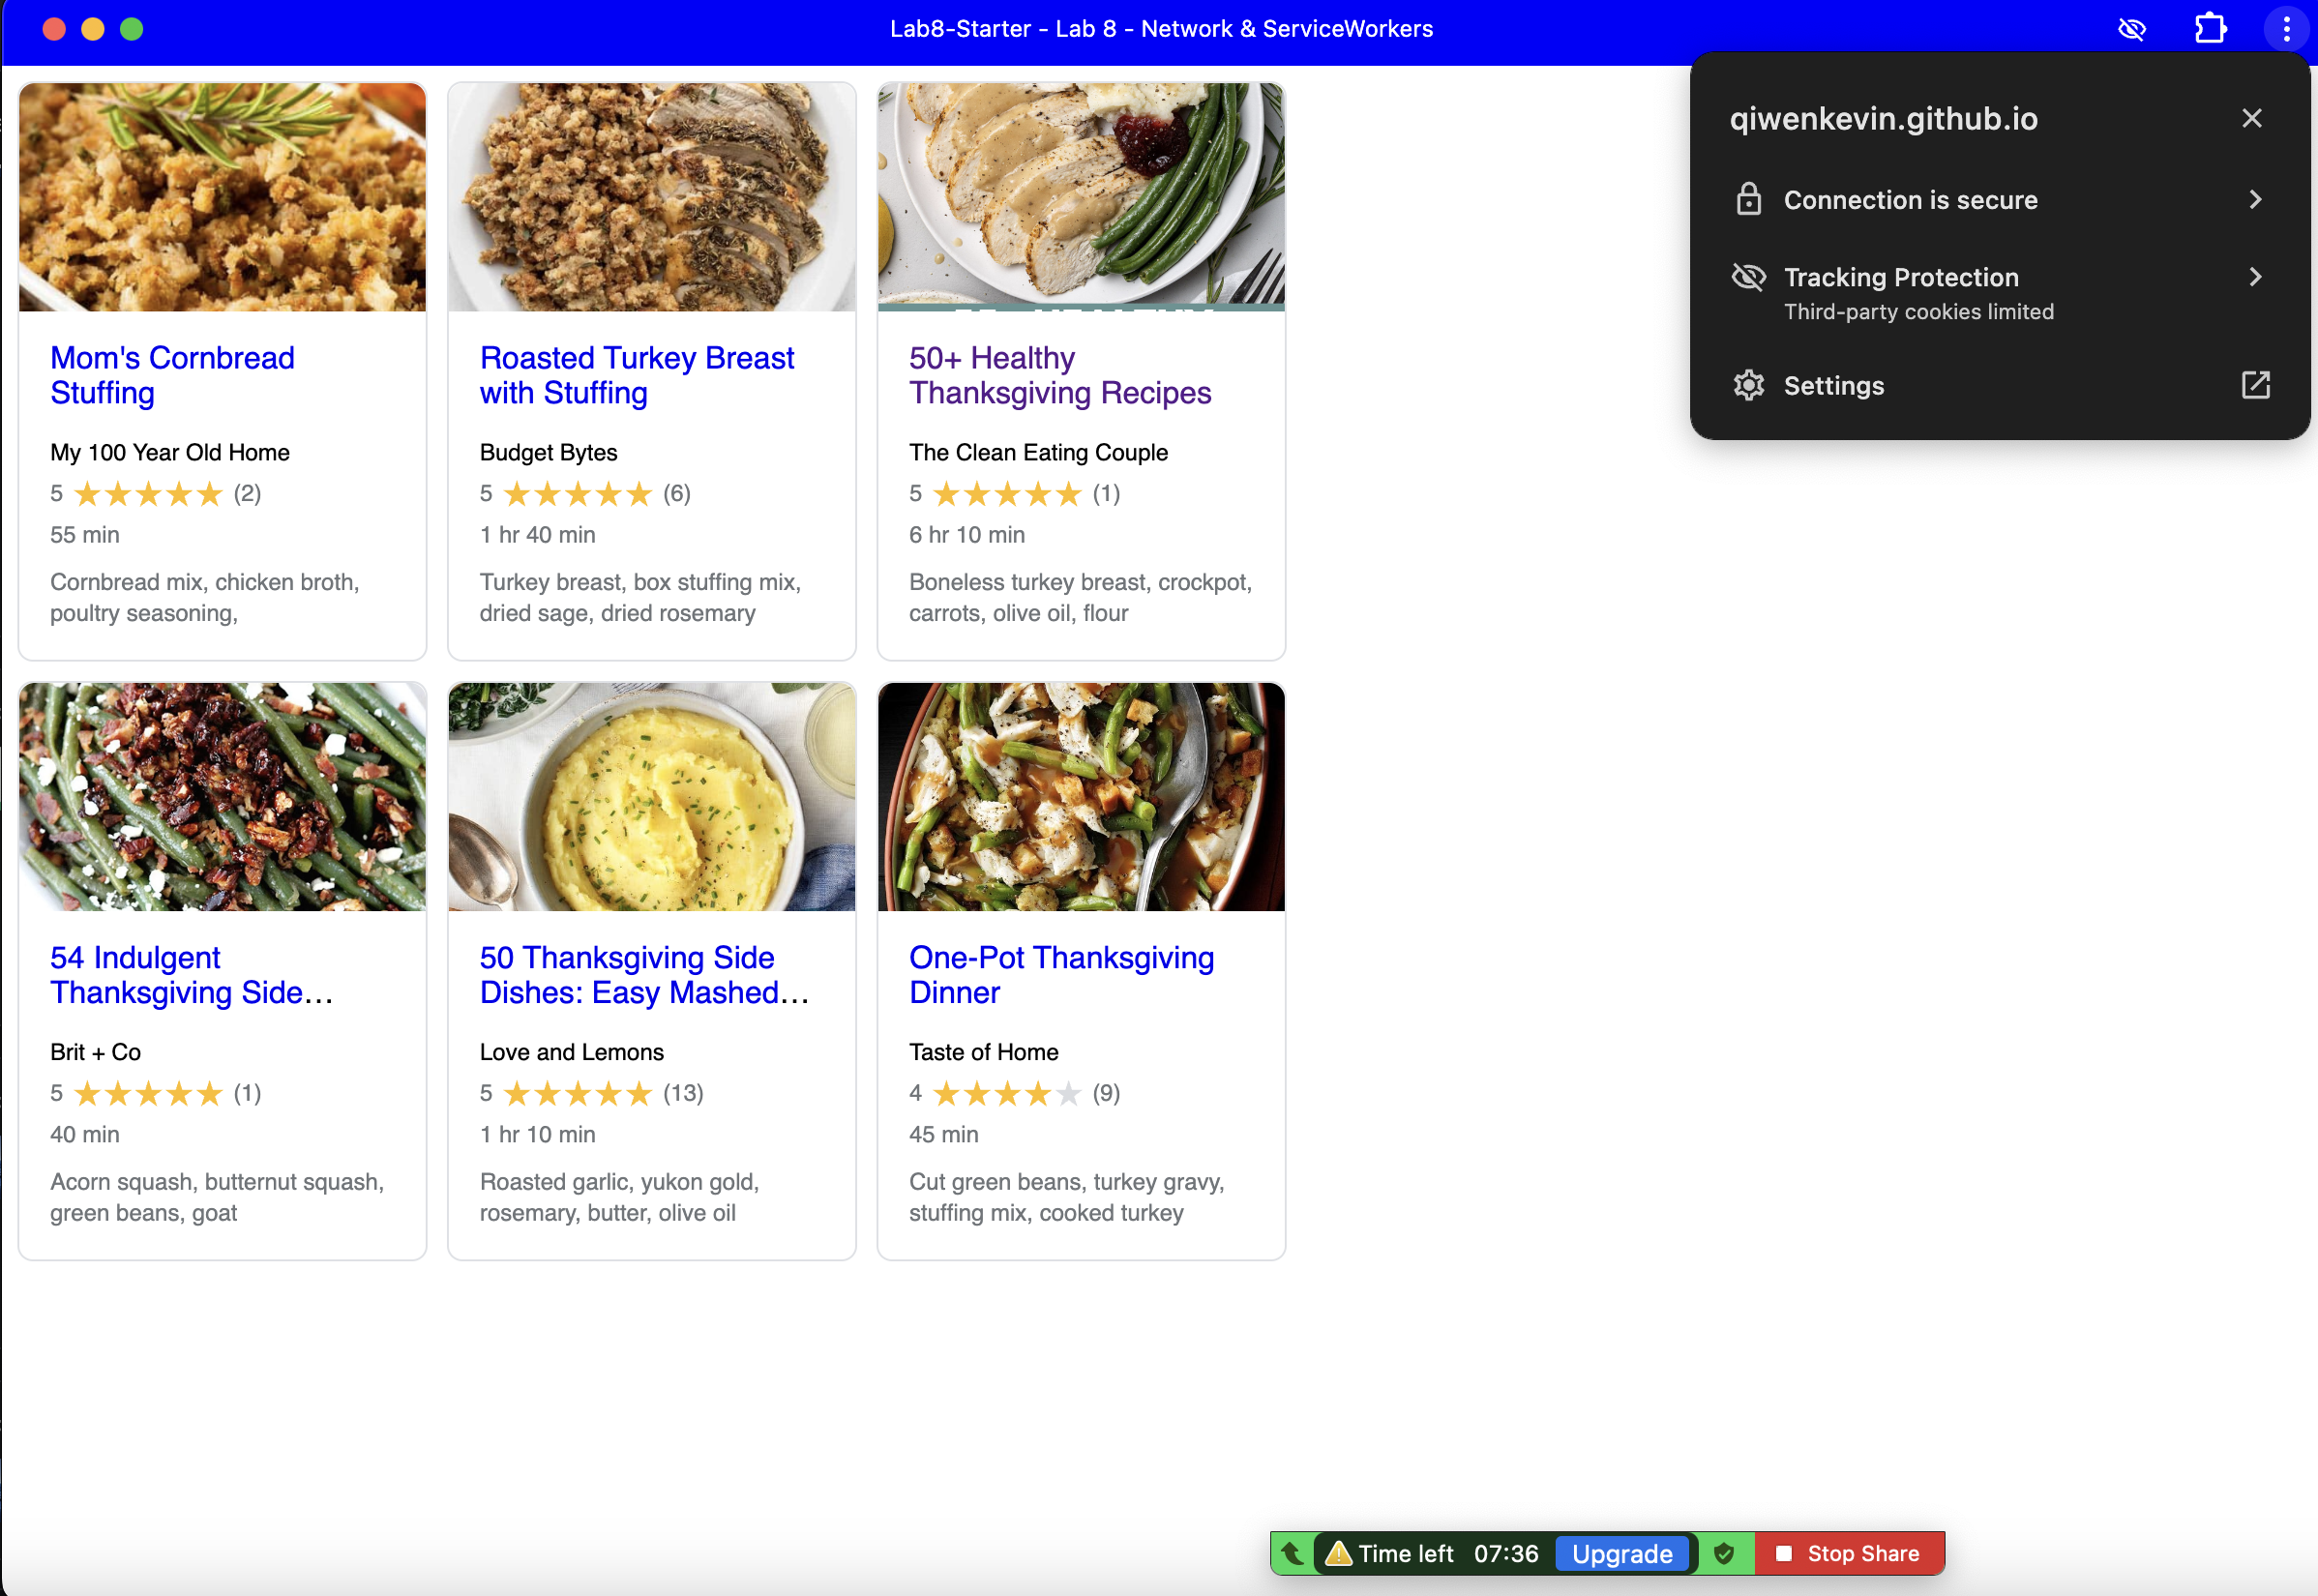 Lab8-Starter - Lab 8 - Network & ServiceWorkers
qiwenkevin.github.io
Connection is secure
Tracking Protection
Third-party cookies limited
Settings
Mom's Cornbread
Stuffing
My 100 Year Old Home
5 ★★★★★ (2)
55 min
Cornbread mix, chicken broth,
poultry seasoning,
Roasted Turkey Breast
with Stuffing
Budget Bytes
5 ★★★★★ (6)
1 hr 40 min
Turkey breast, box stuffing mix,
dried sage, dried rosemary
50+ Healthy
Thanksgiving Recipes
The Clean Eating Couple
5 ★★★★★ (1)
6 hr 10 min
Boneless turkey breast, crockpot,
carrots, olive oil, flour
54 Indulgent
Thanksgiving Side...
Brit + Co
5 ★★★★★ (1)
40 min
Acorn squash, butternut squash,
green beans, goat
50 Thanksgiving Side
Dishes: Easy Mashed...
Love and Lemons
5 ★★★★★ (13)
1 hr 10 min
Roasted garlic, yukon gold,
rosemary, butter, olive oil
One-Pot Thanksgiving
Dinner
Taste of Home
4 ★★★★★ (9)
45 min
Cut green beans, turkey gravy,
stuffing mix, cooked turkey
Time left 07:36 Upgrade Stop Share